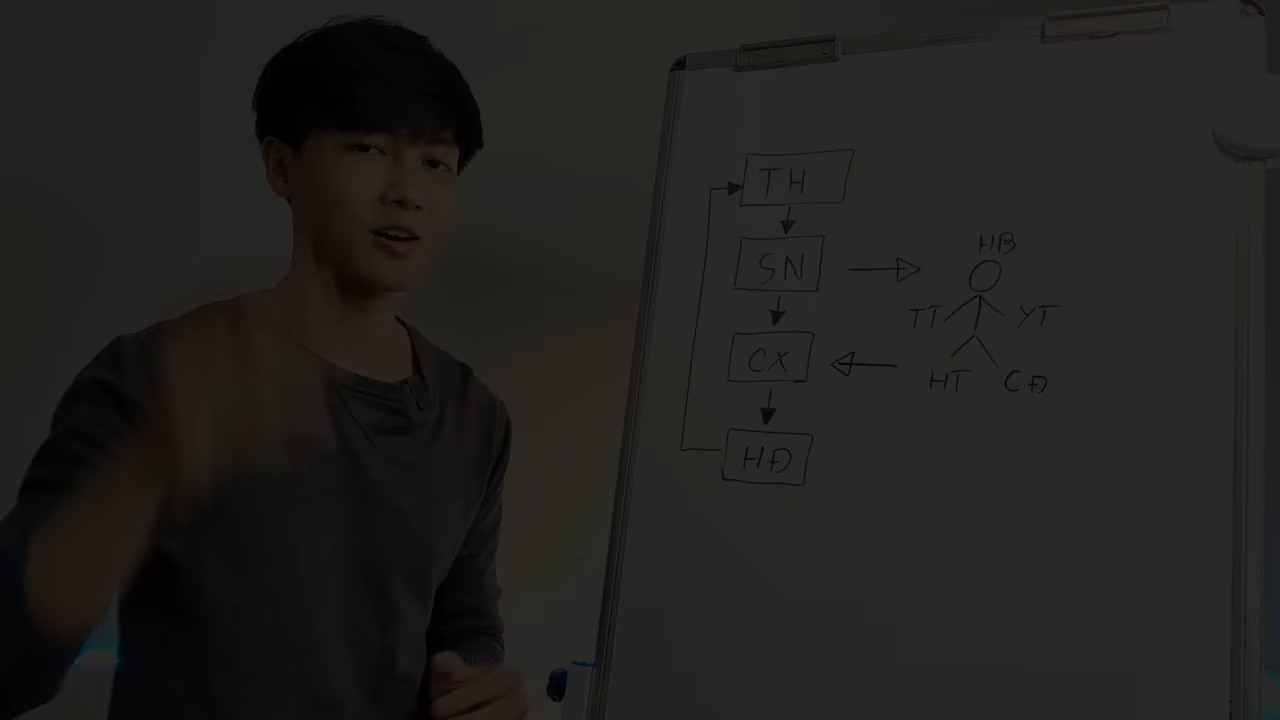 TH
SN
CX
HĐ
HB
TT YT
HT CĐ